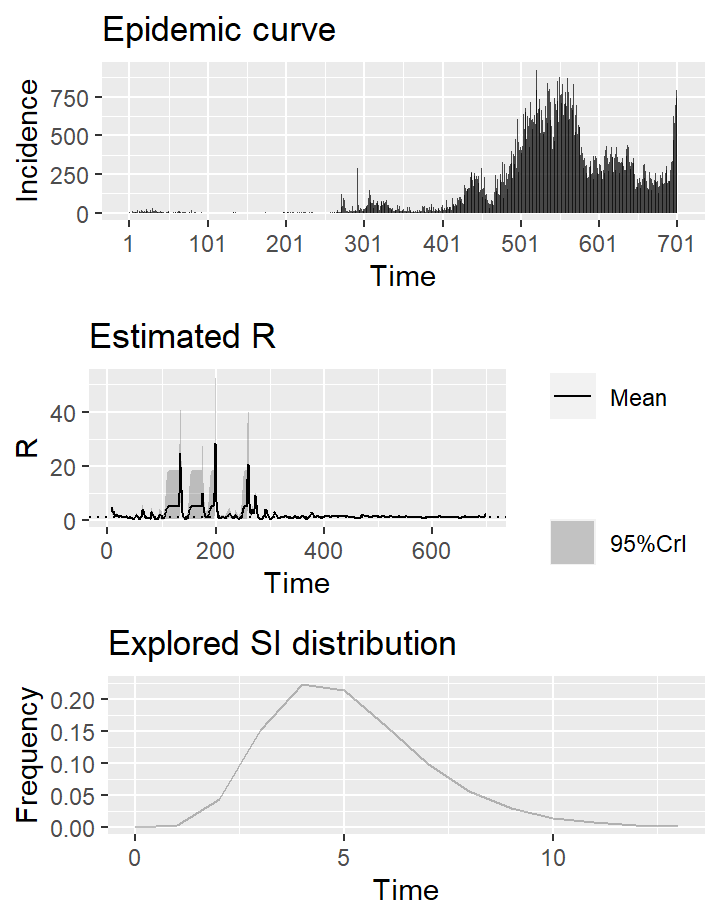 Epidemic curve
Incidence
750
500
250
0
1 101 201 301 401 501 601 701
Time
Estimated R
R
40
20
0
0 200 400 600
Time
Mean
95%CrI
Explored SI distribution
Frequency
0.20
0.15
0.10
0.05
0.00
0 5 10
Time